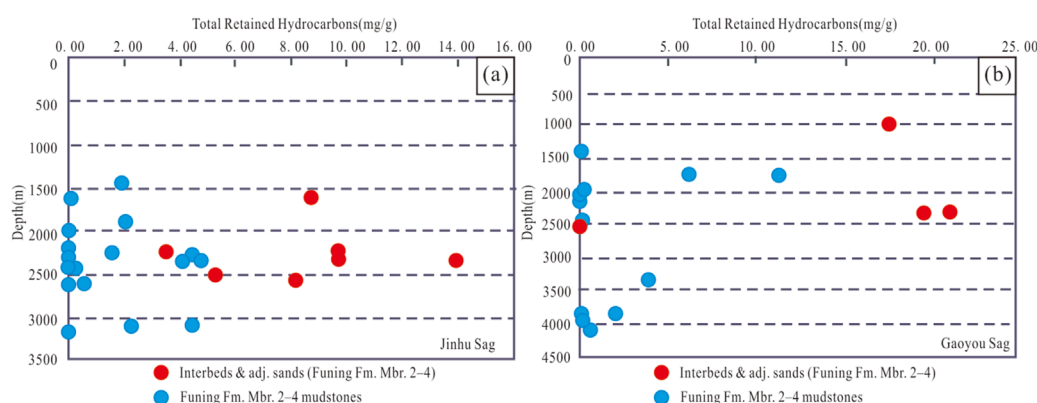 Total Retained Hydrocarbons(mg/g)
0. 00 2. 00 4. 00 6. 00 8. 00 10. 00 12. 00 14. 00 16. 00
(a)
Depth(m)
0
500
1000
1500
2000
2500
3000
3500
Jinhu Sag
Interbeds & adj. sands (Funing Fm. Mbr. 2–4)
Funing Fm. Mbr. 2–4 mudstones
Total Retained Hydrocarbons(mg/g)
0. 00 5. 00 10. 00 15. 00 20. 00 25. 00
(b)
Depth(m)
0
500
1000
1500
2000
2500
3000
3500
4000
4500
Gaoyou Sag
Interbeds & adj. sands (Funing Fm. Mbr. 2–4)
Funing Fm. Mbr. 2–4 mudstones